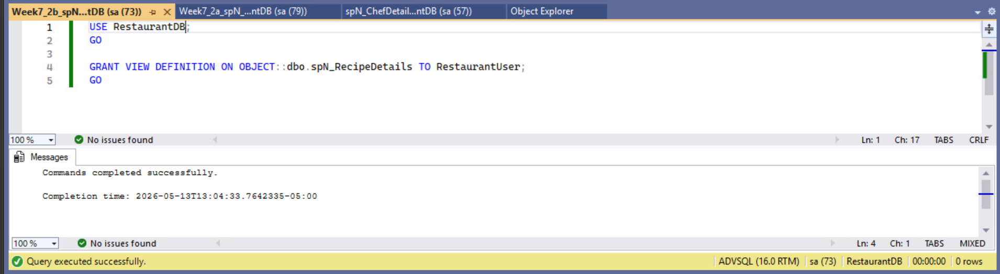 Week7_2b_spN...tDB (sa (73)) Week7_2a_spN_...ntDB (sa (79)) spN_ChefDetail...ntDB (sa (57)) Object Explorer
1 USE RestaurantDB;
2 GO
3
4 GRANT VIEW DEFINITION ON OBJECT::dbo.spN_RecipeDetails TO RestaurantUser;
5 GO
100 % No issues found Ln: 1 Ch: 17 TABS CRLF
Messages
Commands completed successfully.
Completion time: 2026-05-13T13:04:33.7642335-05:00
100 % No issues found Ln: 4 Ch: 1 TABS MIXED
Query executed successfully. ADVSQL (16.0 RTM) sa (73) RestaurantDB 00:00:00 0 rows